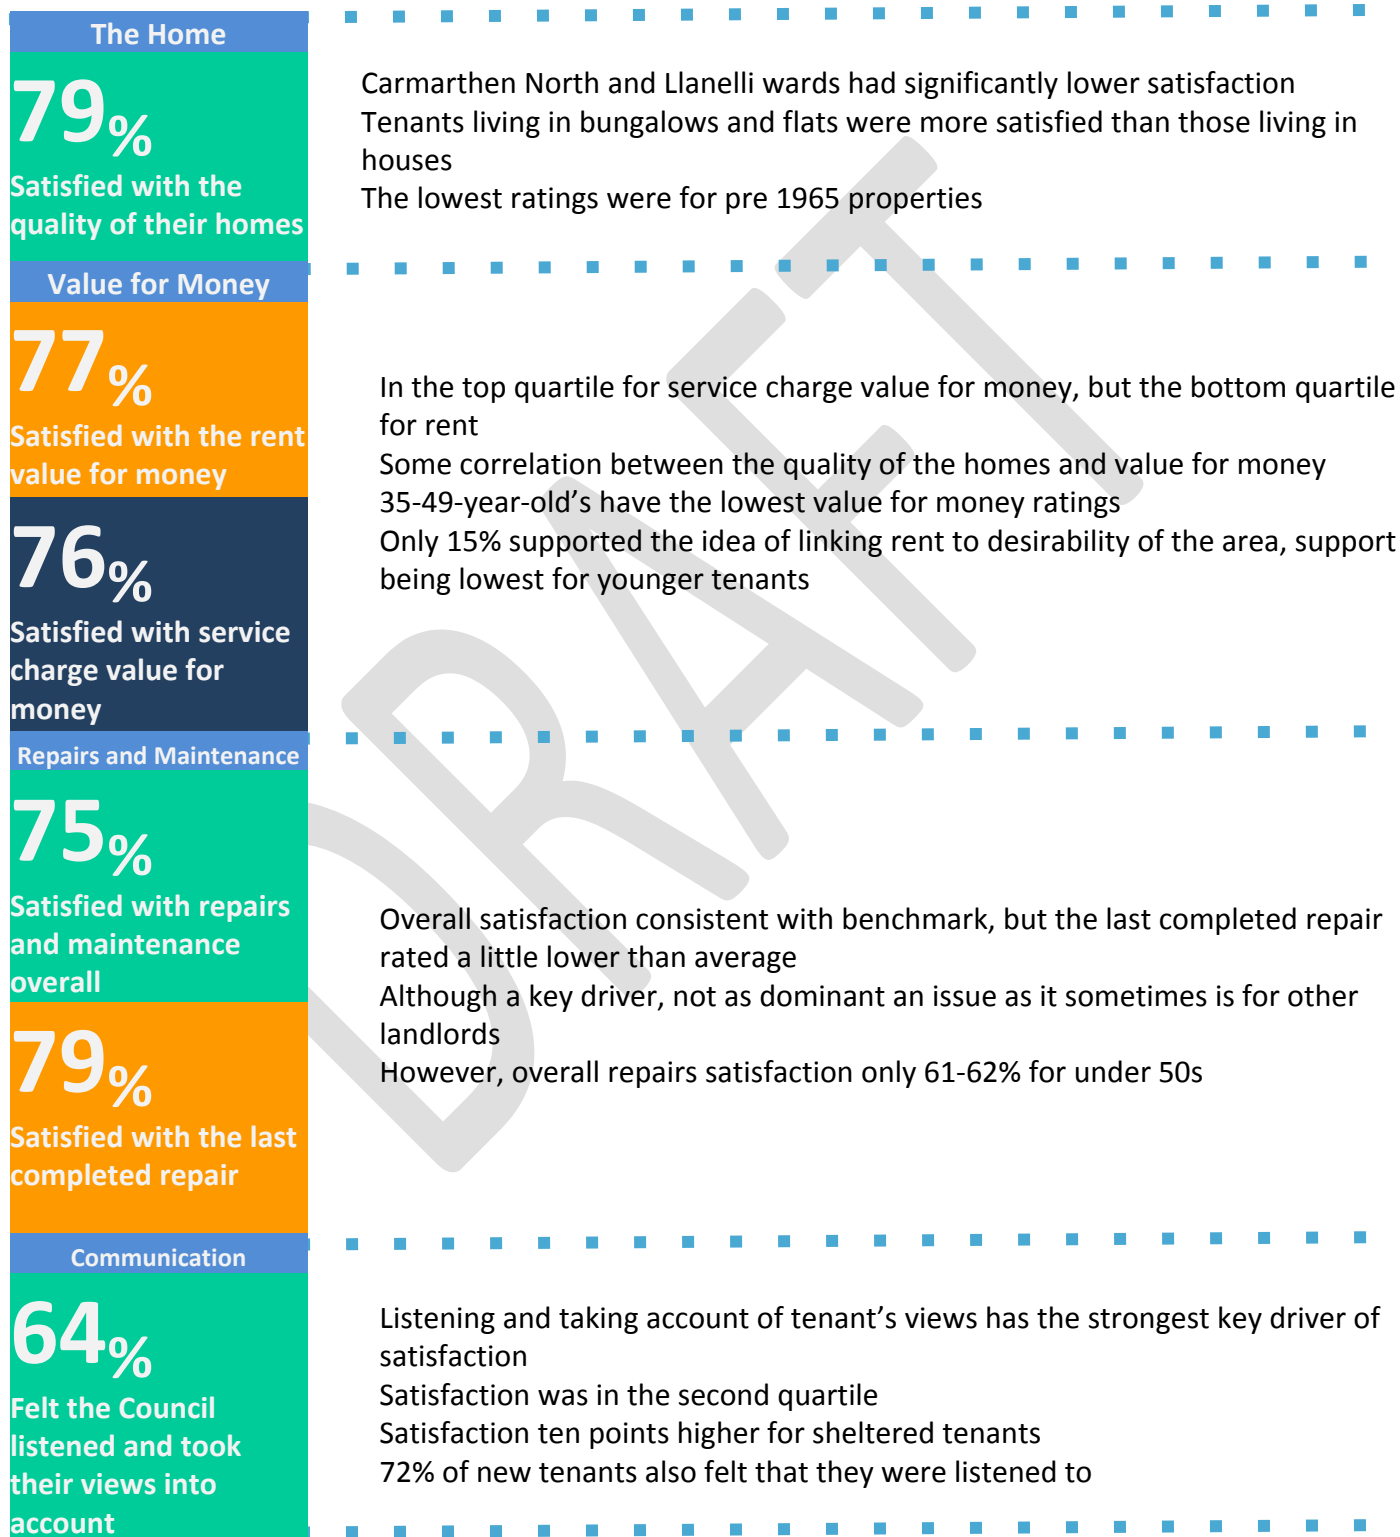 The Home
79%
Satisfied with the
quality of their homes
Carmarthen North and Llanelli wards had significantly lower satisfaction
Tenants living in bungalows and flats were more satisfied than those living in
houses
The lowest ratings were for pre 1965 properties
Value for Money
77%
Satisfied with the rent
value for money
76%
Satisfied with service
charge value for
money
In the top quartile for service charge value for money, but the bottom quartile
for rent
Some correlation between the quality of the homes and value for money
35-49-year-old’s have the lowest value for money ratings
Only 15% supported the idea of linking rent to desirability of the area, support
being lowest for younger tenants
Repairs and Maintenance
75%
Satisfied with repairs
and maintenance
overall
79%
Satisfied with the last
completed repair
Overall satisfaction consistent with benchmark, but the last completed repair
rated a little lower than average
Although a key driver, not as dominant an issue as it sometimes is for other
landlords
However, overall repairs satisfaction only 61-62% for under 50s
Communication
64%
Felt the Council
listened and took
their views into
account
Listening and taking account of tenant’s views has the strongest key driver of
satisfaction
Satisfaction was in the second quartile
Satisfaction ten points higher for sheltered tenants
72% of new tenants also felt that they were listened to
DRAFT